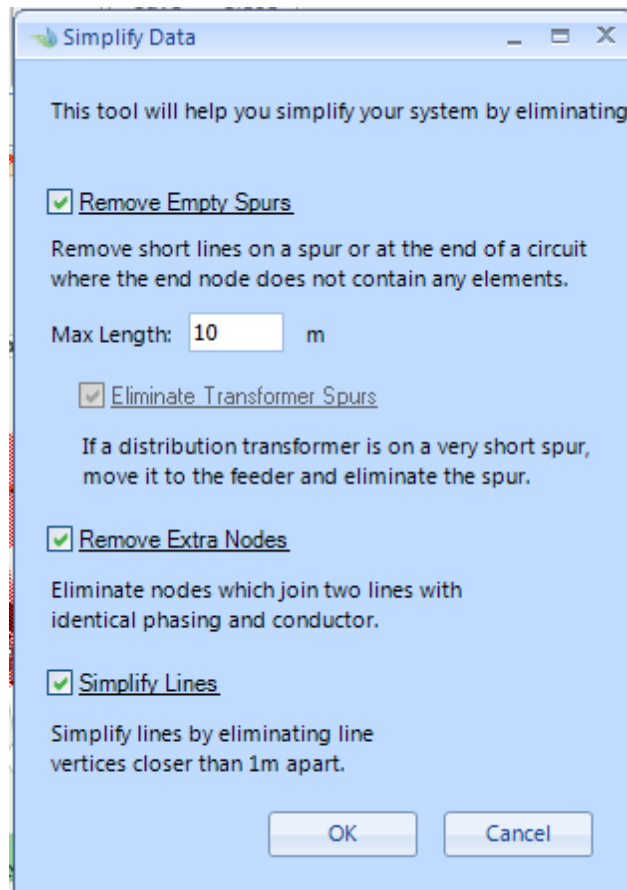 Simplify Data
This tool will help you simplify your system by eliminating
Remove Empty Spurs
Remove short lines on a spur or at the end of a circuit
where the end node does not contain any elements.
Max Length: 10 m
Eliminate Transformer Spurs
If a distribution transformer is on a very short spur,
move it to the feeder and eliminate the spur.
Remove Extra Nodes
Eliminate nodes which join two lines with
identical phasing and conductor.
Simplify Lines
Simplify lines by eliminating line
vertices closer than 1m apart.
OK Cancel